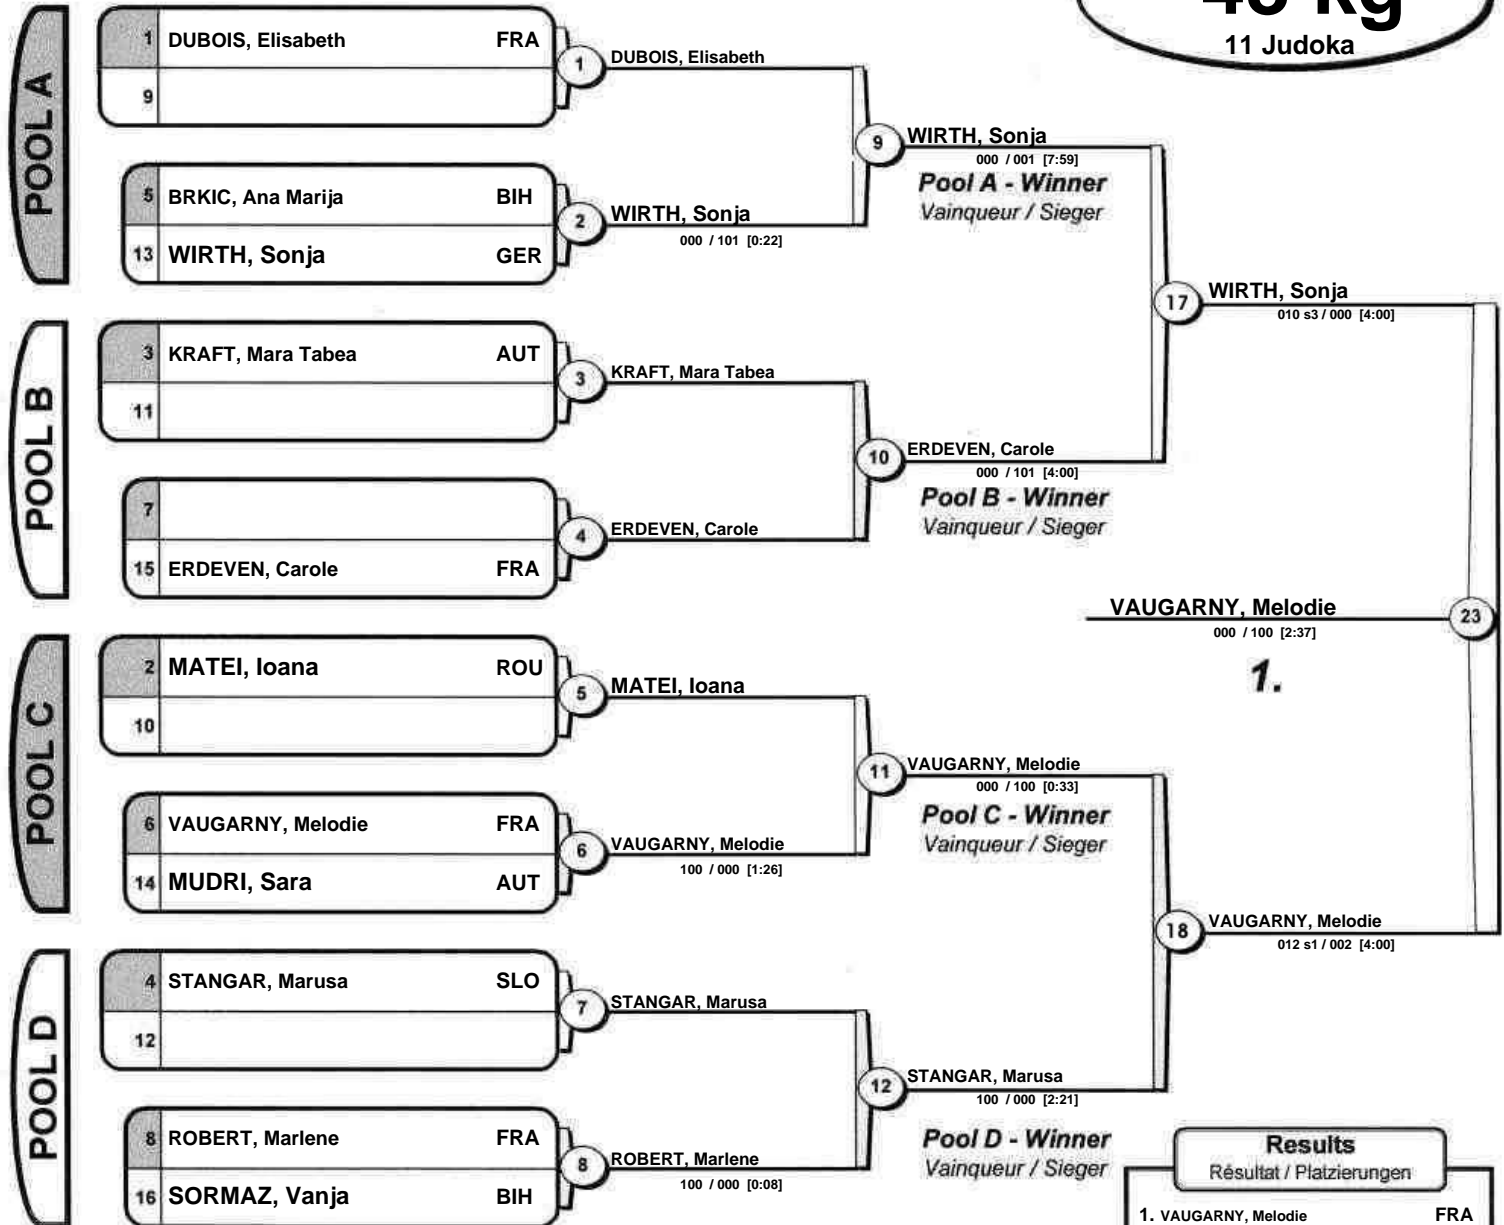 kg
11 Judoka
POOL A
1 DUBOIS, Elisabeth FRA
9
5 BRKIC, Ana Marija BIH
13 WIRTH, Sonja GER
1 DUBOIS, Elisabeth
2 WIRTH, Sonja
000 / 101 [0:22]
9 WIRTH, Sonja
000 / 001 [7:59]
Pool A - Winner
Vainqueur / Sieger
POOL B
3 KRAFT, Mara Tabea AUT
11
7
15 ERDEVEN, Carole FRA
3 KRAFT, Mara Tabea
4 ERDEVEN, Carole
10 ERDEVEN, Carole
000 / 101 [4:00]
Pool B - Winner
Vainqueur / Sieger
17 WIRTH, Sonja
010 s3 / 000 [4:00]
VAUGARNY, Melodie 23
000 / 100 [2:37]
1.
POOL C
2 MATEI, Ioana ROU
10
6 VAUGARNY, Melodie FRA
14 MUDRI, Sara AUT
5 MATEI, Ioana
6 VAUGARNY, Melodie
100 / 000 [1:26]
11 VAUGARNY, Melodie
000 / 100 [0:33]
Pool C - Winner
Vainqueur / Sieger
18 VAUGARNY, Melodie
012 s1 / 002 [4:00]
POOL D
4 STANGAR, Marusa SLO
12
8 ROBERT, Marlene FRA
16 SORMAZ, Vanja BIH
7 STANGAR, Marusa
8 ROBERT, Marlene
100 / 000 [0:08]
12 STANGAR, Marusa
100 / 000 [2:21]
Pool D - Winner
Vainqueur / Sieger
Results
Résultat / Platzierungen
1. VAUGARNY, Melodie FRA